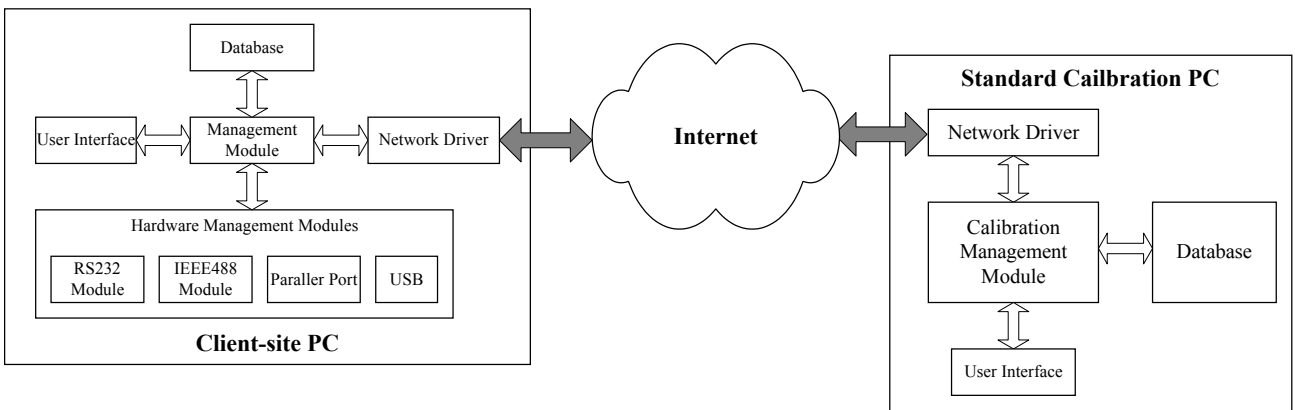 Database
User Interface
Management
Module
Network Driver
Hardware Management Modules
RS232
Module
IEEE488
Module
Paraller Port
USB
Client-site PC
Internet
Standard Cailbration PC
Network Driver
Calibration
Management
Module
Database
User Interface